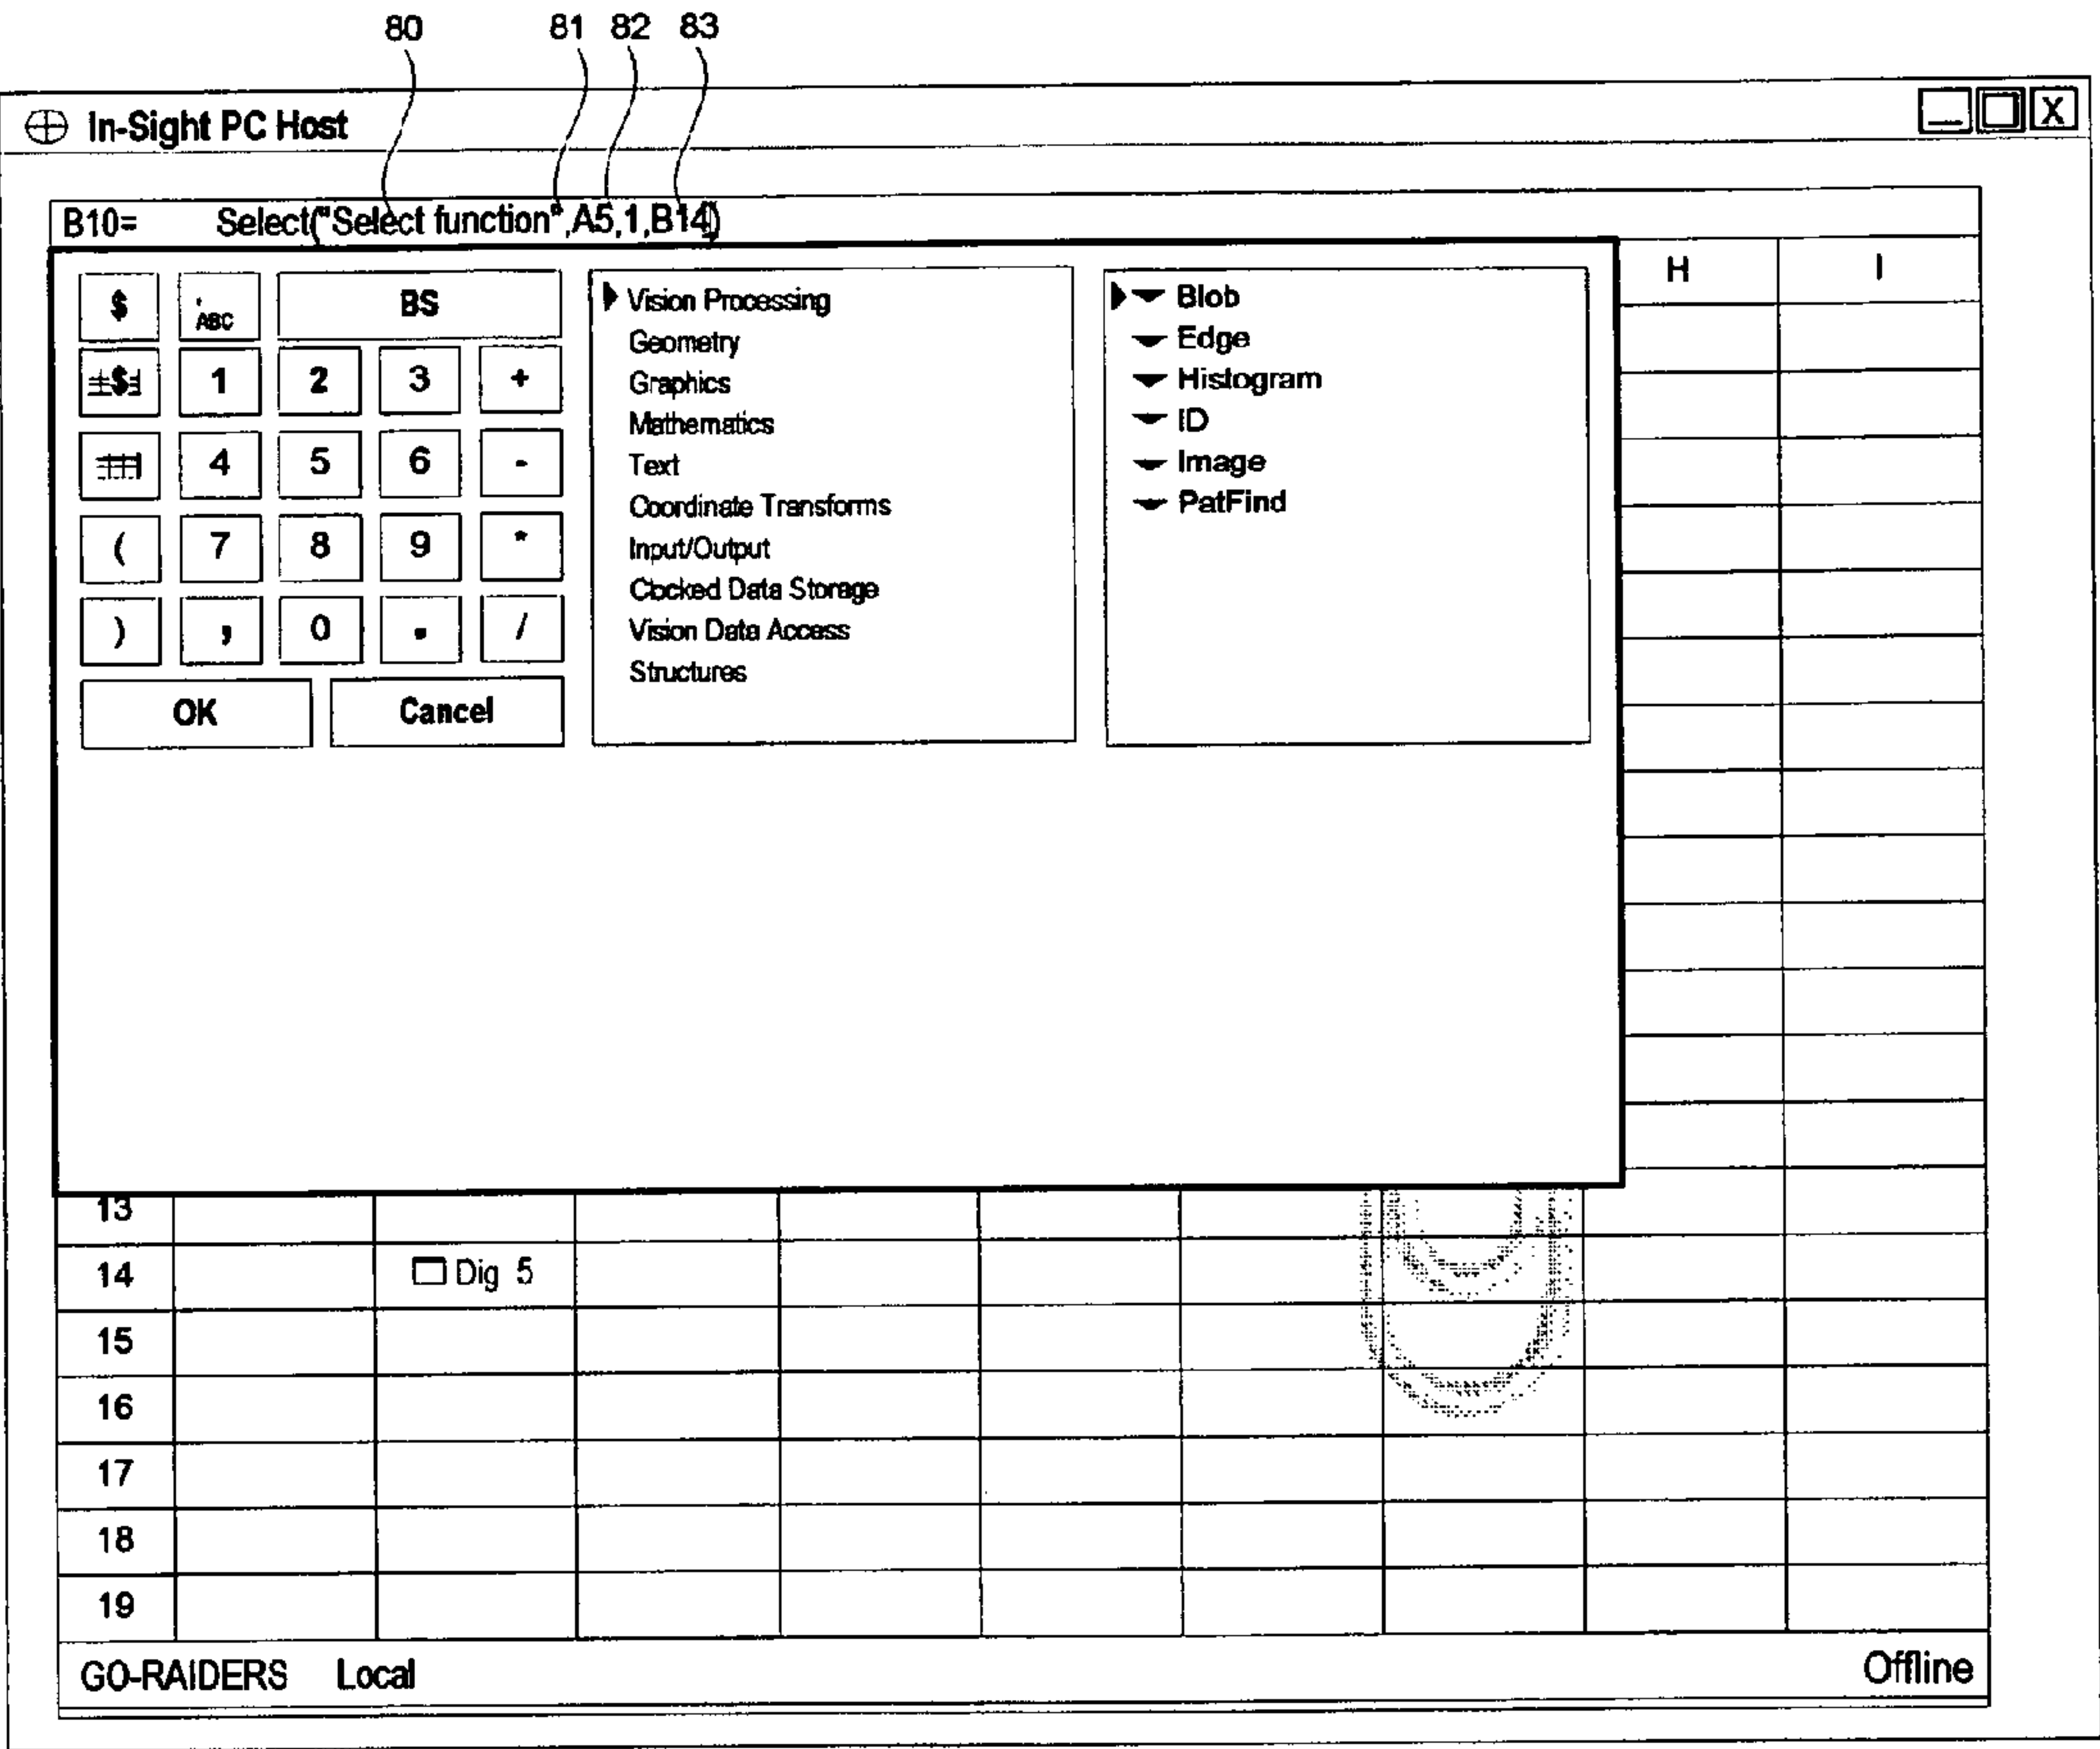 80 81 82 83
In-Sight PC Host X
B10= Select("Select function",A5,1,B14)
H I
$ ABC BS
$ 1 2 3 +
4 5 6 -
( 7 8 9 *
) , 0 . /
OK Cancel
Vision Processing
Geometry
Graphics
Mathematics
Text
Coordinate Transforms
Input/Output
Clocked Data Storage
Vision Data Access
Structures
Blob
Edge
Histogram
ID
Image
PatFind
13
14 Dig 5
15
16
17
18
19
GO-RAIDERS Local Offline